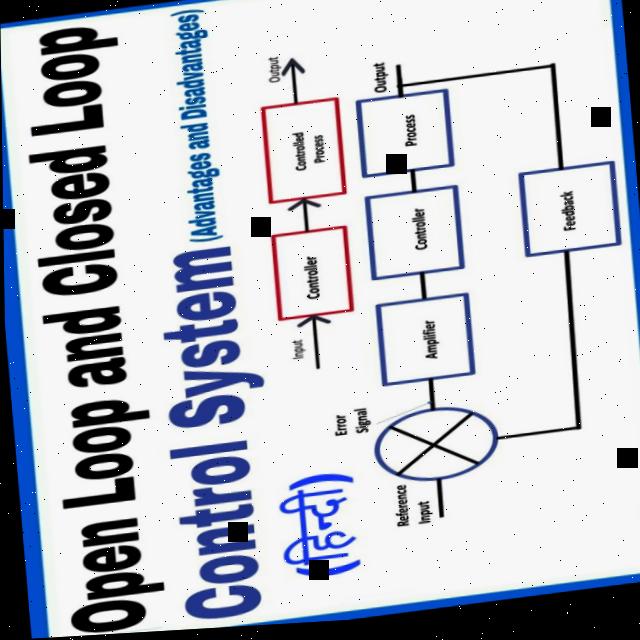 Open Loop and Closed Loop
Control System (Advantages and Disadvantages)
(हिन्दी)
Input
Controller
Controlled
Process
Output
Reference
Input
Error
Signal
Amplifier
Controller
Process
Output
Feedback